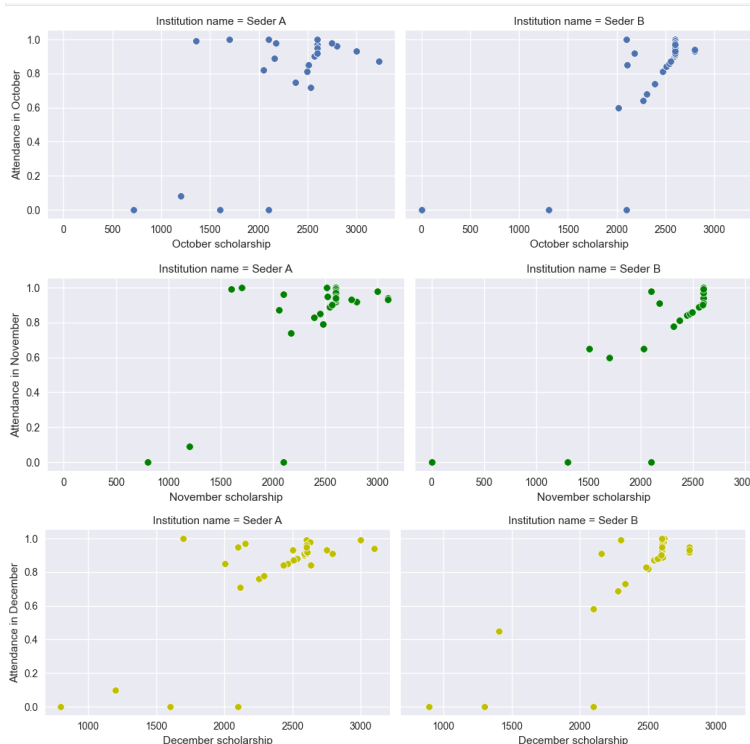 Institution name = Seder A
Institution name = Seder B
Attendance in October
1.0
0.8
0.6
0.4
0.2
0.0
0 500 1000 1500 2000 2500 3000
0 500 1000 1500 2000 2500 3000
October scholarship
October scholarship
Institution name = Seder A
Institution name = Seder B
Attendance in November
1.0
0.8
0.6
0.4
0.2
0.0
0 500 1000 1500 2000 2500 3000
0 500 1000 1500 2000 2500 3000
November scholarship
November scholarship
Institution name = Seder A
Institution name = Seder B
Attendance in December
1.0
0.8
0.6
0.4
0.2
0.0
1000 1500 2000 2500 3000
1000 1500 2000 2500 3000
December scholarship
December scholarship